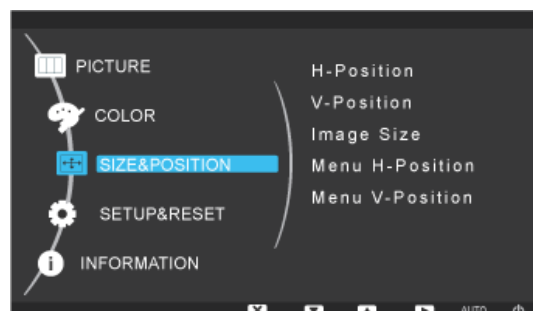 PICTURE
COLOR
SIZE&POSITION
SETUP&RESET
INFORMATION
H-Position
V-Position
Image Size
Menu H-Position
Menu V-Position
AUTO